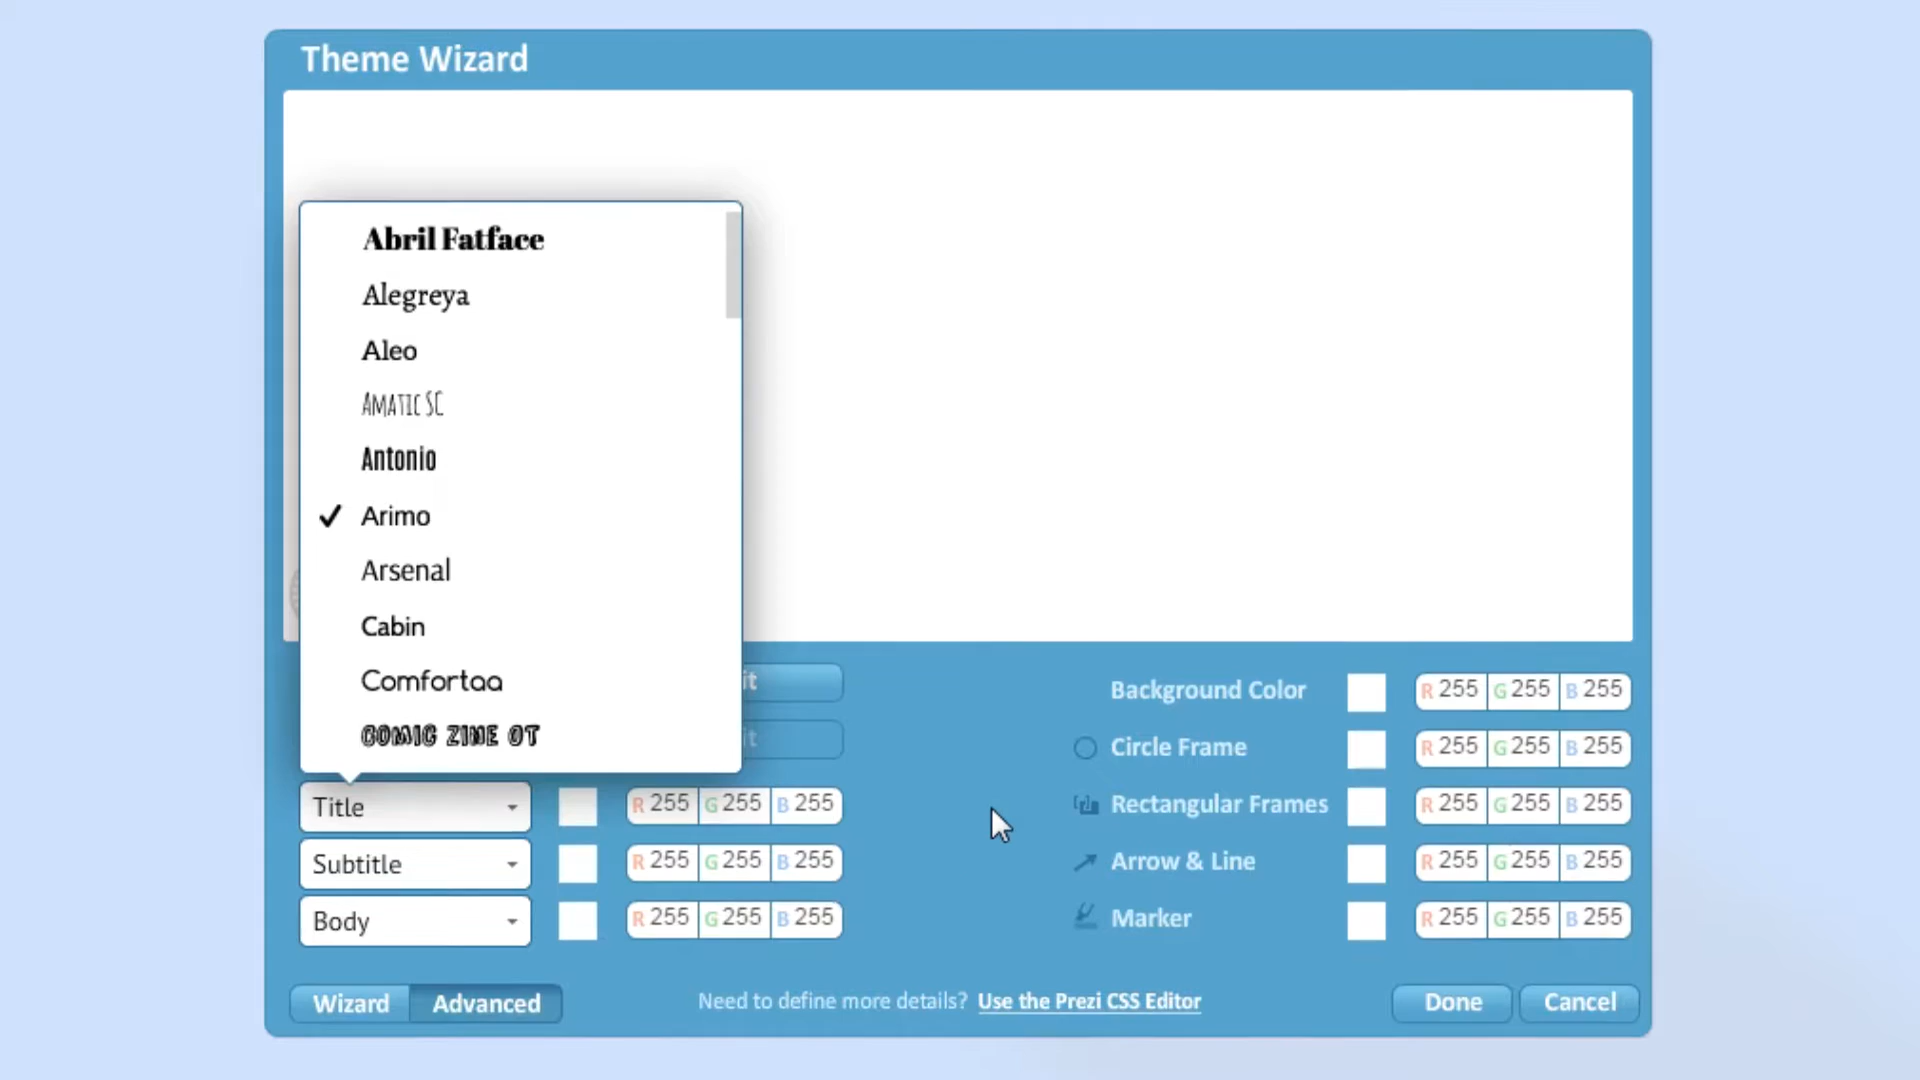 Theme Wizard
Abril Fatface
Alegreya
Aleo
Amatic SC
Antonio
Arimo
Arsenal
Cabin
Comfortaa
COMIC ZINE OT
Title R 255 G 255 B 255
Subtitle R 255 G 255 B 255
Body R 255 G 255 B 255
Background Color R 255 G 255 B 255
Circle Frame R 255 G 255 B 255
Rectangular Frames R 255 G 255 B 255
Arrow & Line R 255 G 255 B 255
Marker R 255 G 255 B 255
Wizard Advanced Need to define more details? Use the Prezi CSS Editor Done Cancel